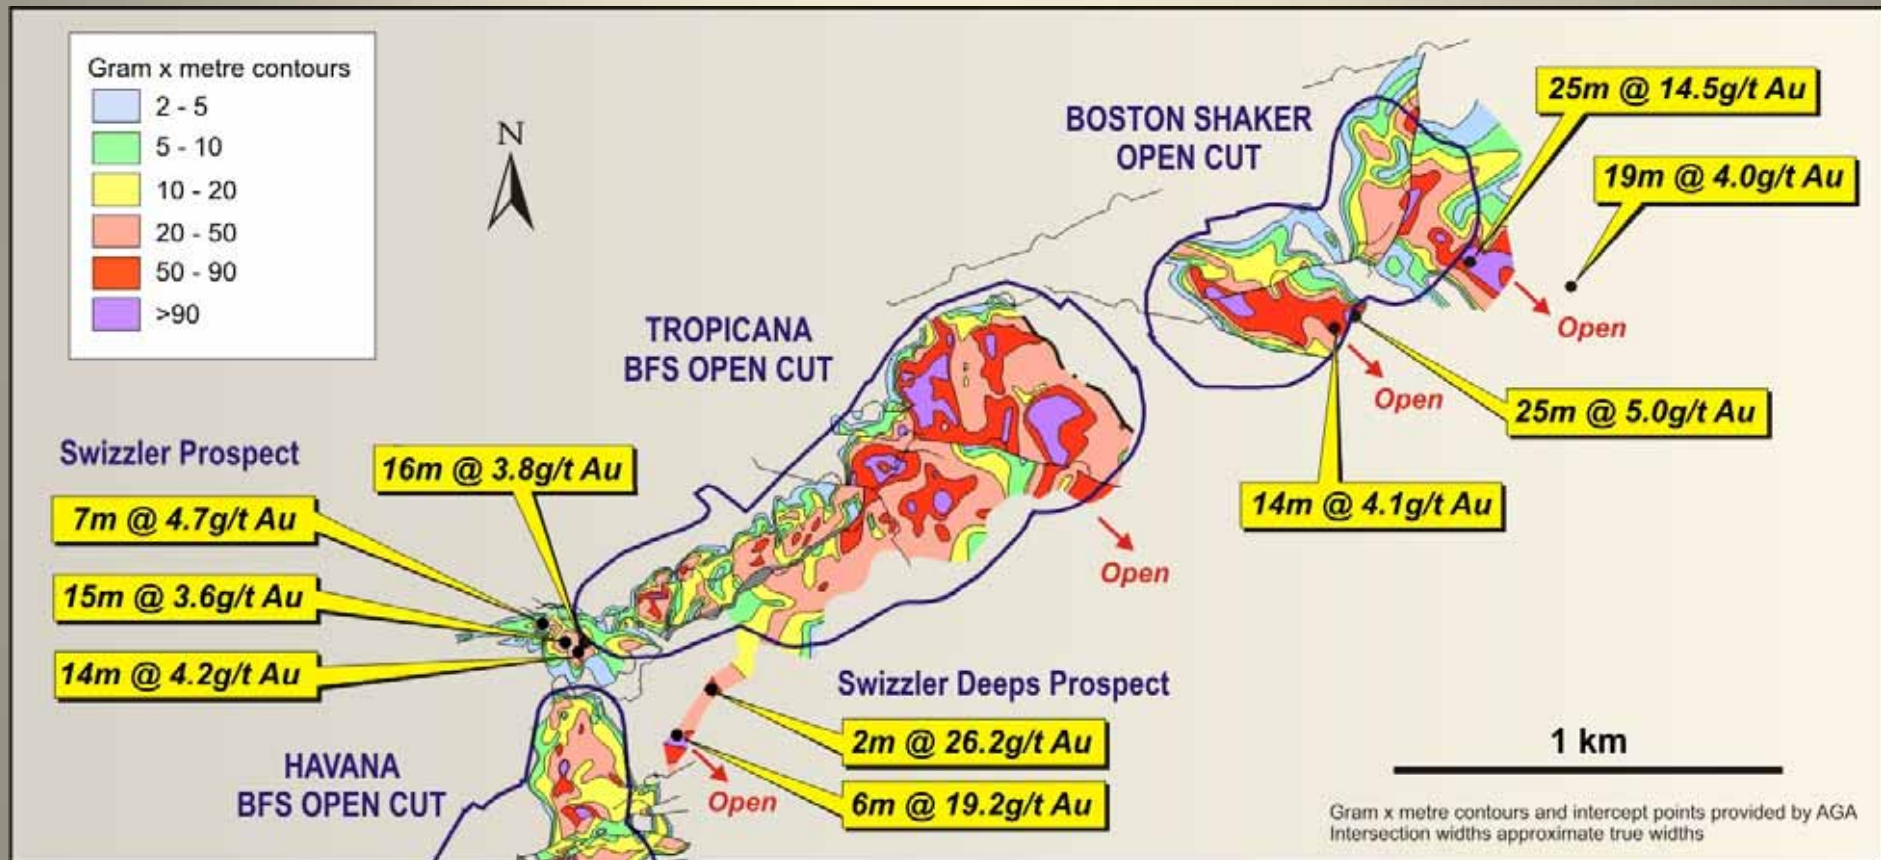 Gram x metre contours
2 - 5
5 - 10
10 - 20
20 - 50
50 - 90
>90
N
BOSTON SHAKER
OPEN CUT
25m @ 14.5g/t Au
19m @ 4.0g/t Au
Open
TROPICANA
BFS OPEN CUT
Open
25m @ 5.0g/t Au
14m @ 4.1g/t Au
Swizzler Prospect
16m @ 3.8g/t Au
7m @ 4.7g/t Au
15m @ 3.6g/t Au
14m @ 4.2g/t Au
Open
Swizzler Deeps Prospect
2m @ 26.2g/t Au
6m @ 19.2g/t Au
Open
HAVANA
BFS OPEN CUT
1 km
Gram x metre contours and intercept points provided by AGA
Intersection widths approximate true widths